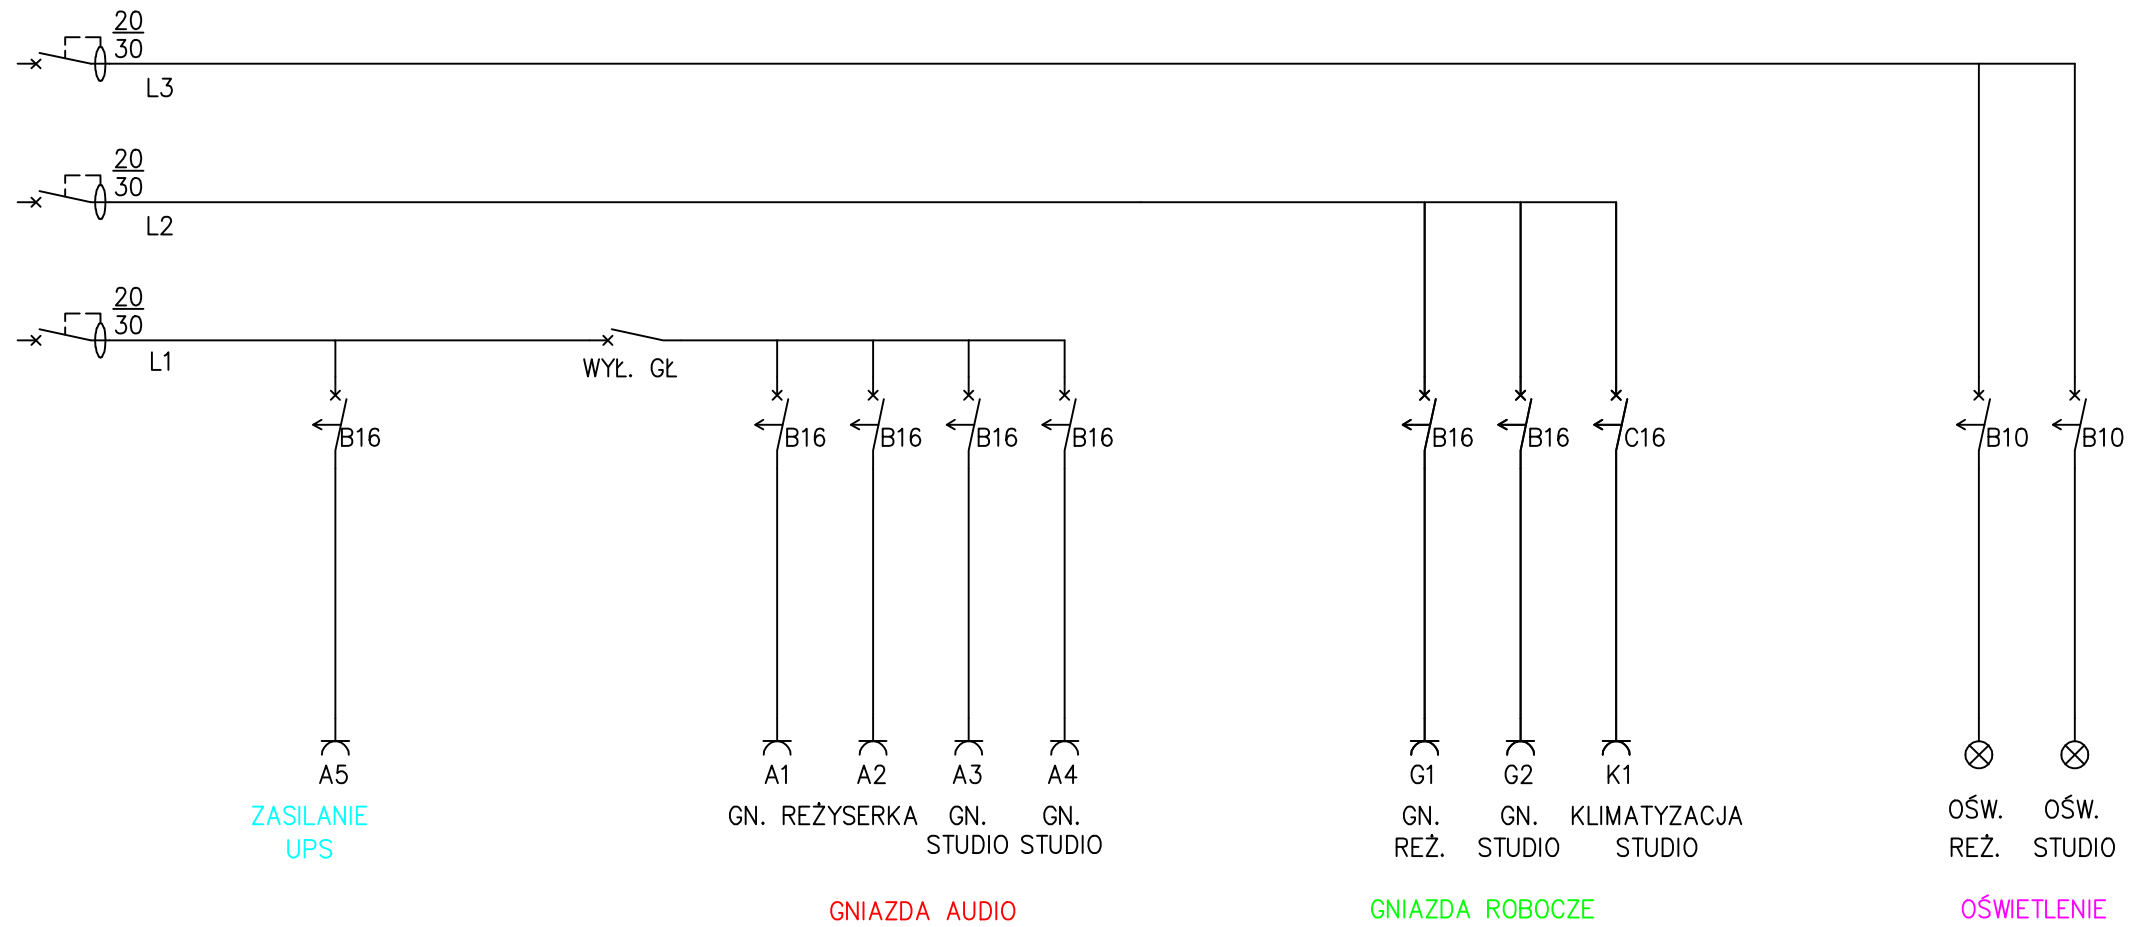 20
30
L3
20
30
L2
20
30
L1
WYŁ. GŁ
B16 B16 B16 B16 B16 B16 B16 C16 B10 B10
A5 A1 A2 A3 A4 G1 G2 K1
ZASILANIE
UPS
GN. REŻYSERKA
GN.
STUDIO
GN.
STUDIO
GN.
REŻ.
GN.
STUDIO
KLIMATYZACJA
STUDIO
OŚW.
REŻ.
OŚW.
STUDIO
GNIAZDA AUDIO
GNIAZDA ROBOCZE
OŚWIETLENIE